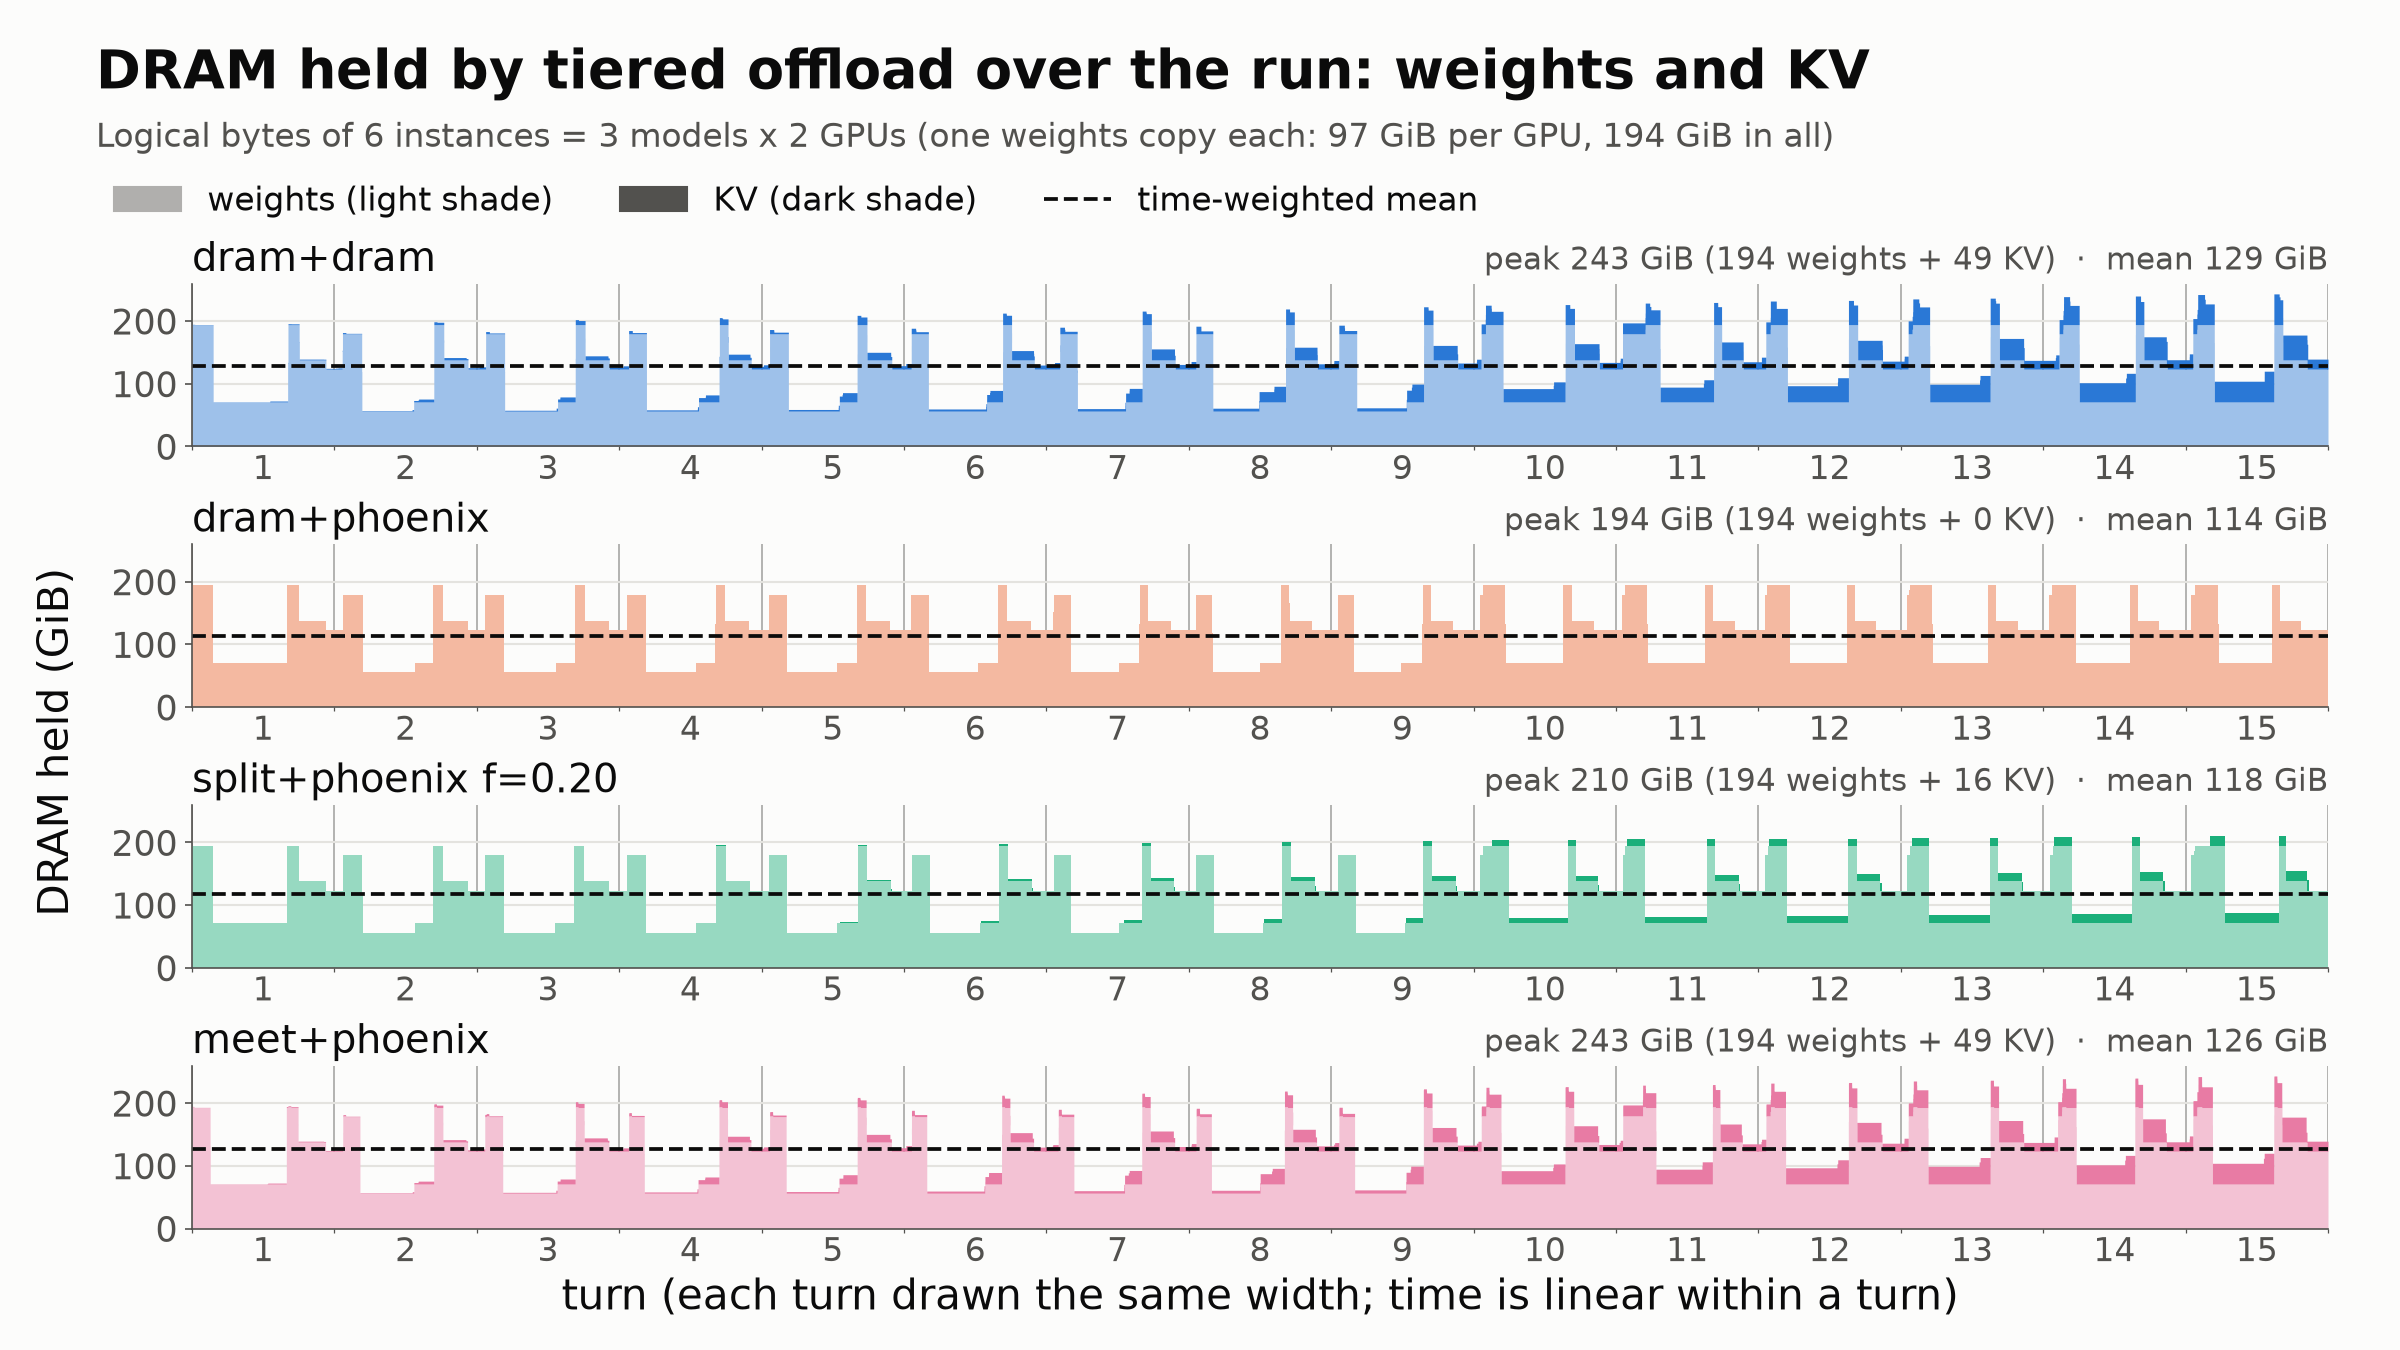 DRAM held by tiered offload over the run: weights and KV
Logical bytes of 6 instances = 3 models x 2 GPUs (one weights copy each: 97 GiB per GPU, 194 GiB in all)
weights (light shade) KV (dark shade) time-weighted mean
dram+dram peak 243 GiB (194 weights + 49 KV) · mean 129 GiB
200
100
0
1 2 3 4 5 6 7 8 9 10 11 12 13 14 15
dram+phoenix peak 194 GiB (194 weights + 0 KV) · mean 114 GiB
200
100
0
1 2 3 4 5 6 7 8 9 10 11 12 13 14 15
DRAM held (GiB)
split+phoenix f=0.20 peak 210 GiB (194 weights + 16 KV) · mean 118 GiB
200
100
0
1 2 3 4 5 6 7 8 9 10 11 12 13 14 15
meet+phoenix peak 243 GiB (194 weights + 49 KV) · mean 126 GiB
200
100
0
1 2 3 4 5 6 7 8 9 10 11 12 13 14 15
turn (each turn drawn the same width; time is linear within a turn)